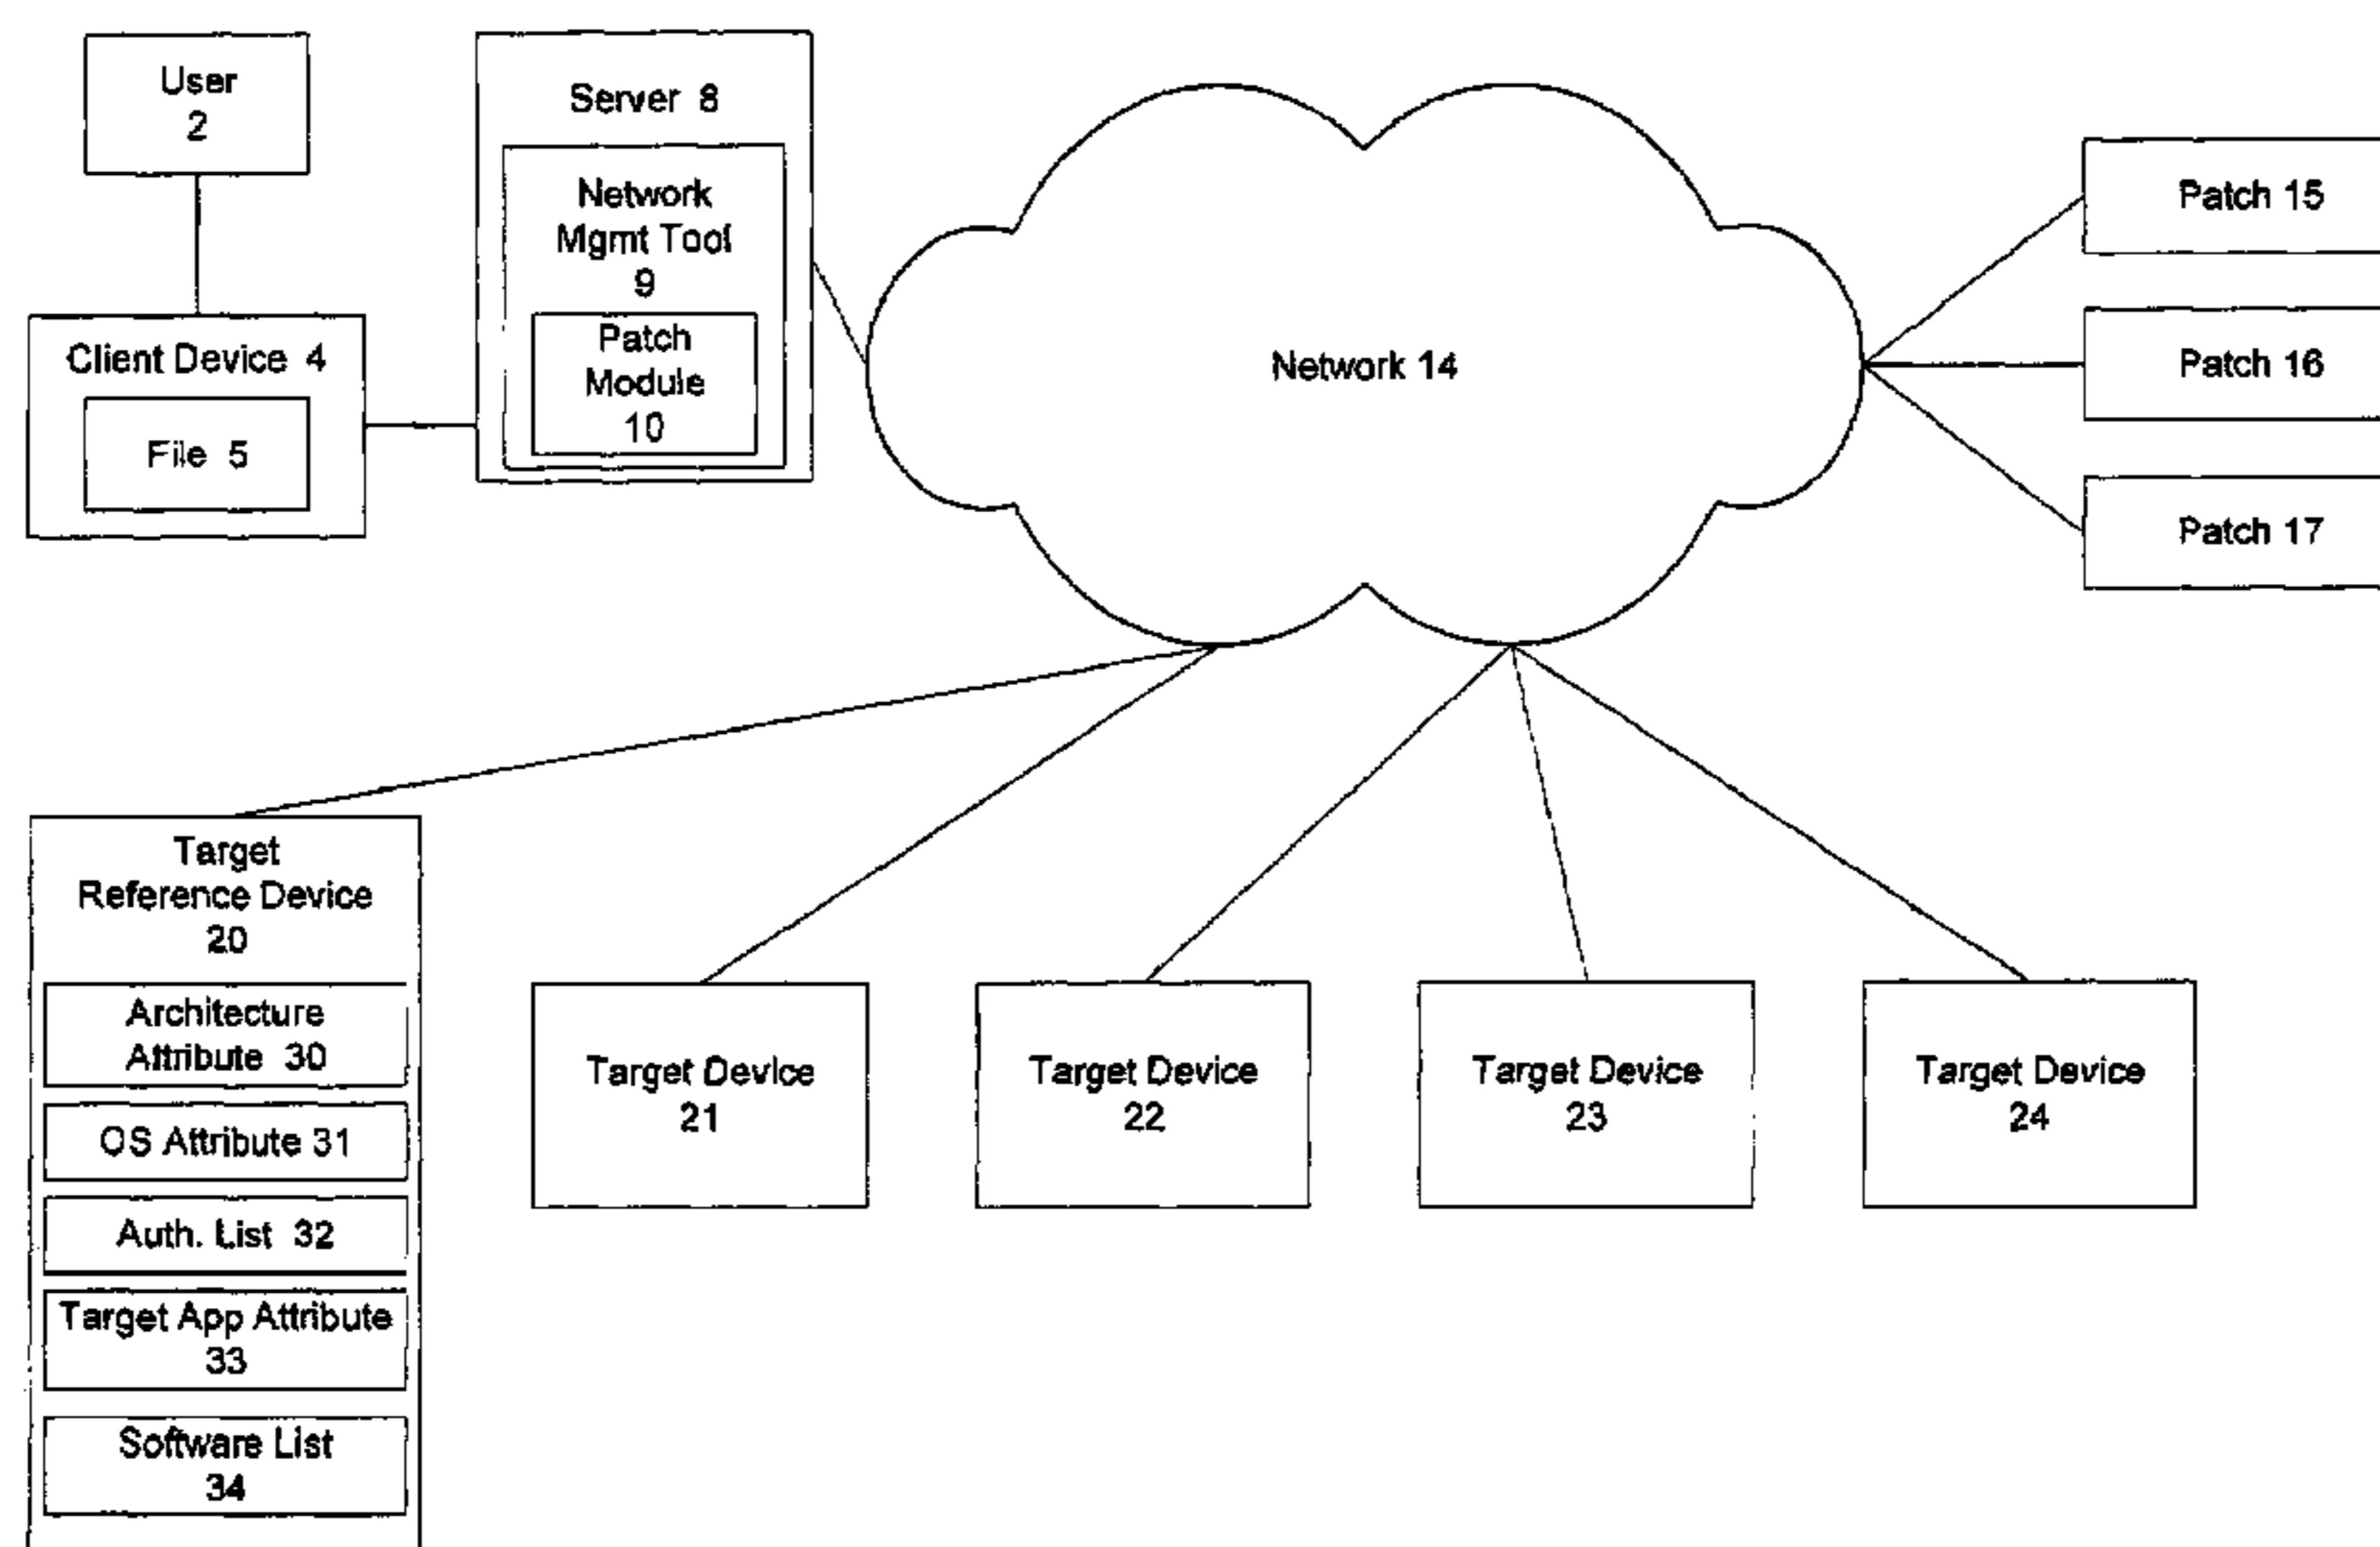 User
2
Client Device 4
File 5
Server 8
Network
Mgmt Tool
9
Patch
Module
10
Network 14
Patch 15
Patch 16
Patch 17
Target
Reference Device
20
Architecture
Attribute 30
OS Attribute 31
Auth. List 32
Target App Attribute
33
Software List
34
Target Device
21
Target Device
22
Target Device
23
Target Device
24